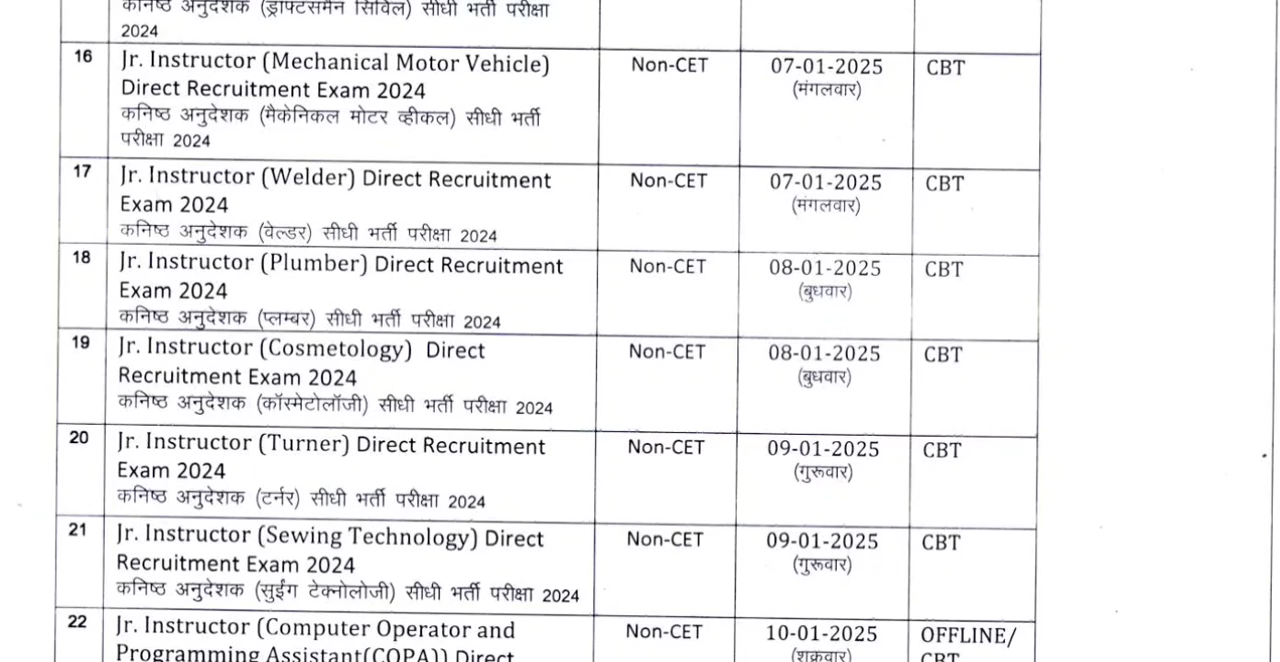 कनिष्ठ अनुदेशक (ड्राफ्टसमैन सिविल) सीधी भर्ती परीक्षा
2024
16 Jr. Instructor (Mechanical Motor Vehicle) Non-CET 07-01-2025 CBT
Direct Recruitment Exam 2024 (मंगलवार)
कनिष्ठ अनुदेशक (मैकेनिकल मोटर व्हीकल) सीधी भर्ती
परीक्षा 2024
17 Jr. Instructor (Welder) Direct Recruitment Non-CET 07-01-2025 CBT
Exam 2024 (मंगलवार)
कनिष्ठ अनुदेशक (वेल्डर) सीधी भर्ती परीक्षा 2024
18 Jr. Instructor (Plumber) Direct Recruitment Non-CET 08-01-2025 CBT
Exam 2024 (बुधवार)
कनिष्ठ अनुदेशक (प्लम्बर) सीधी भर्ती परीक्षा 2024
19 Jr. Instructor (Cosmetology) Direct Non-CET 08-01-2025 CBT
Recruitment Exam 2024 (बुधवार)
कनिष्ठ अनुदेशक (कॉस्मेटोलॉजी) सीधी भर्ती परीक्षा 2024
20 Jr. Instructor (Turner) Direct Recruitment Non-CET 09-01-2025 CBT
Exam 2024 (गुरूवार)
कनिष्ठ अनुदेशक (टर्नर) सीधी भर्ती परीक्षा 2024
21 Jr. Instructor (Sewing Technology) Direct Non-CET 09-01-2025 CBT
Recruitment Exam 2024 (गुरूवार)
कनिष्ठ अनुदेशक (सुईंग टेक्नोलोजी) सीधी भर्ती परीक्षा 2024
22 Jr. Instructor (Computer Operator and Non-CET 10-01-2025 OFFLINE/
Programming Assistant(COPA)) Direct (शुक्रवार) CBT